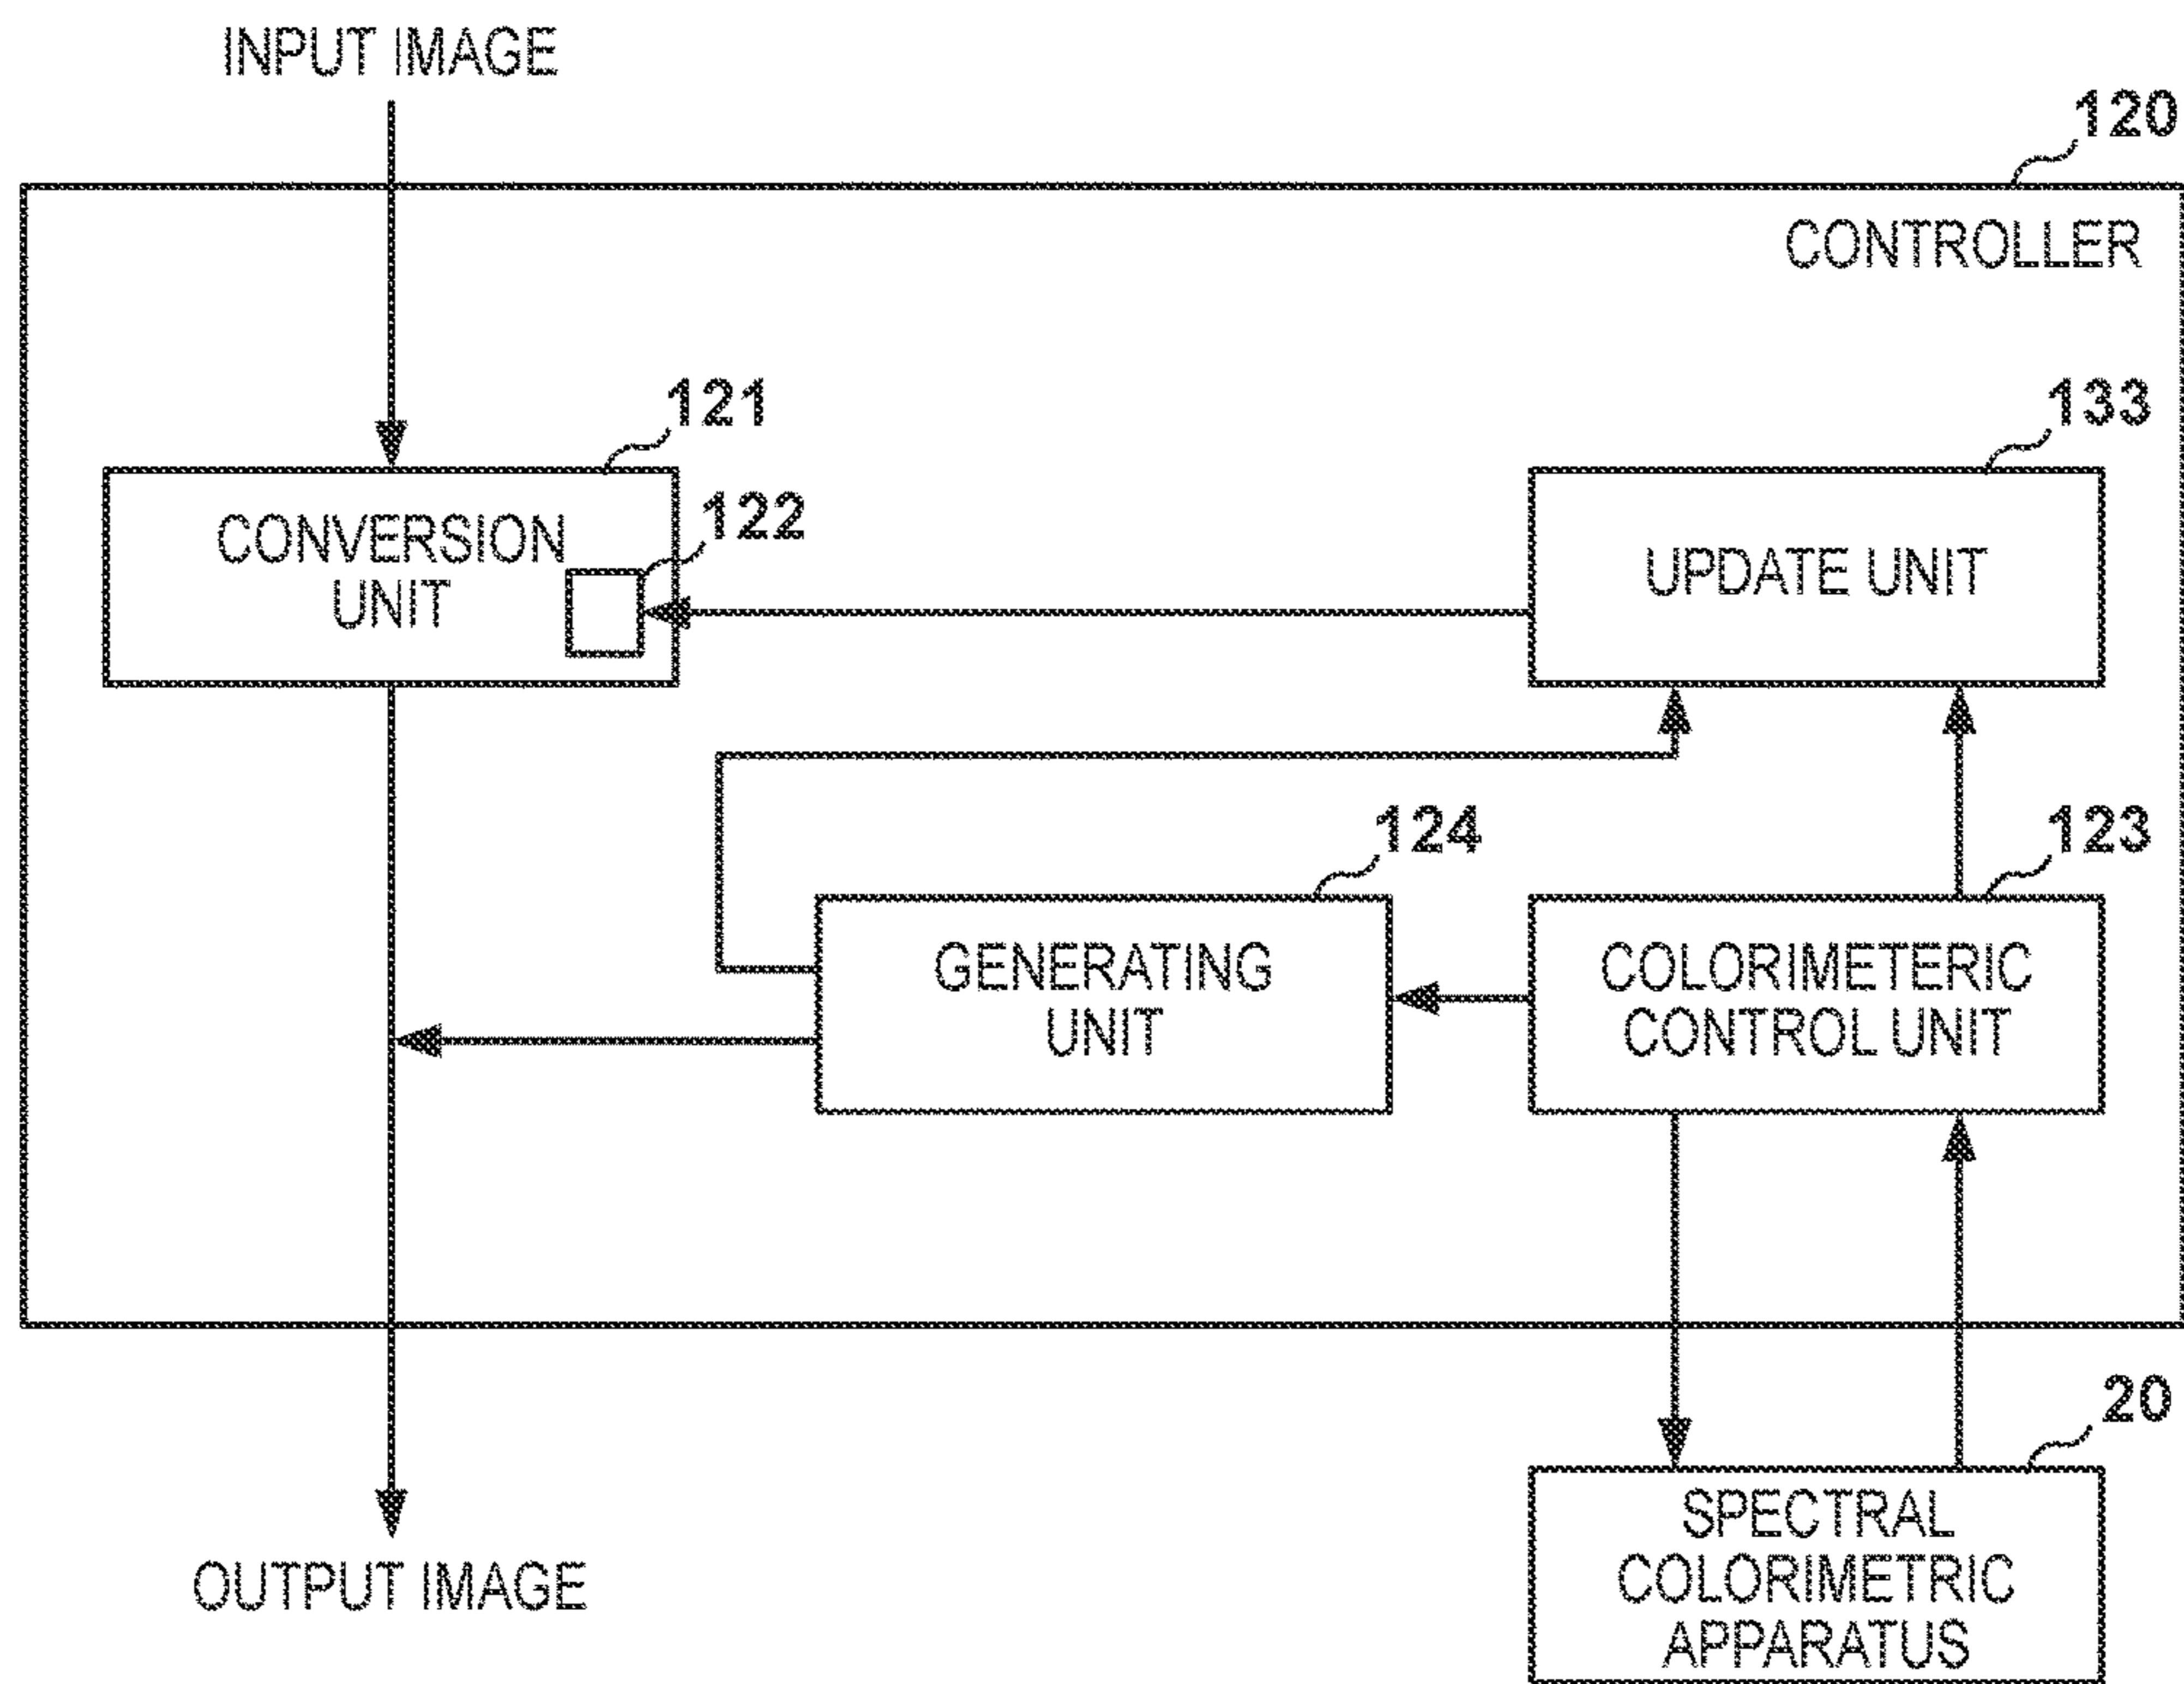 INPUT IMAGE
120
CONTROLLER
121
133
122
CONVERSION
UNIT
UPDATE UNIT
124
123
GENERATING
UNIT
COLORIMETERIC
CONTROL UNIT
20
SPECTRAL
COLORIMETRIC
APPARATUS
OUTPUT IMAGE